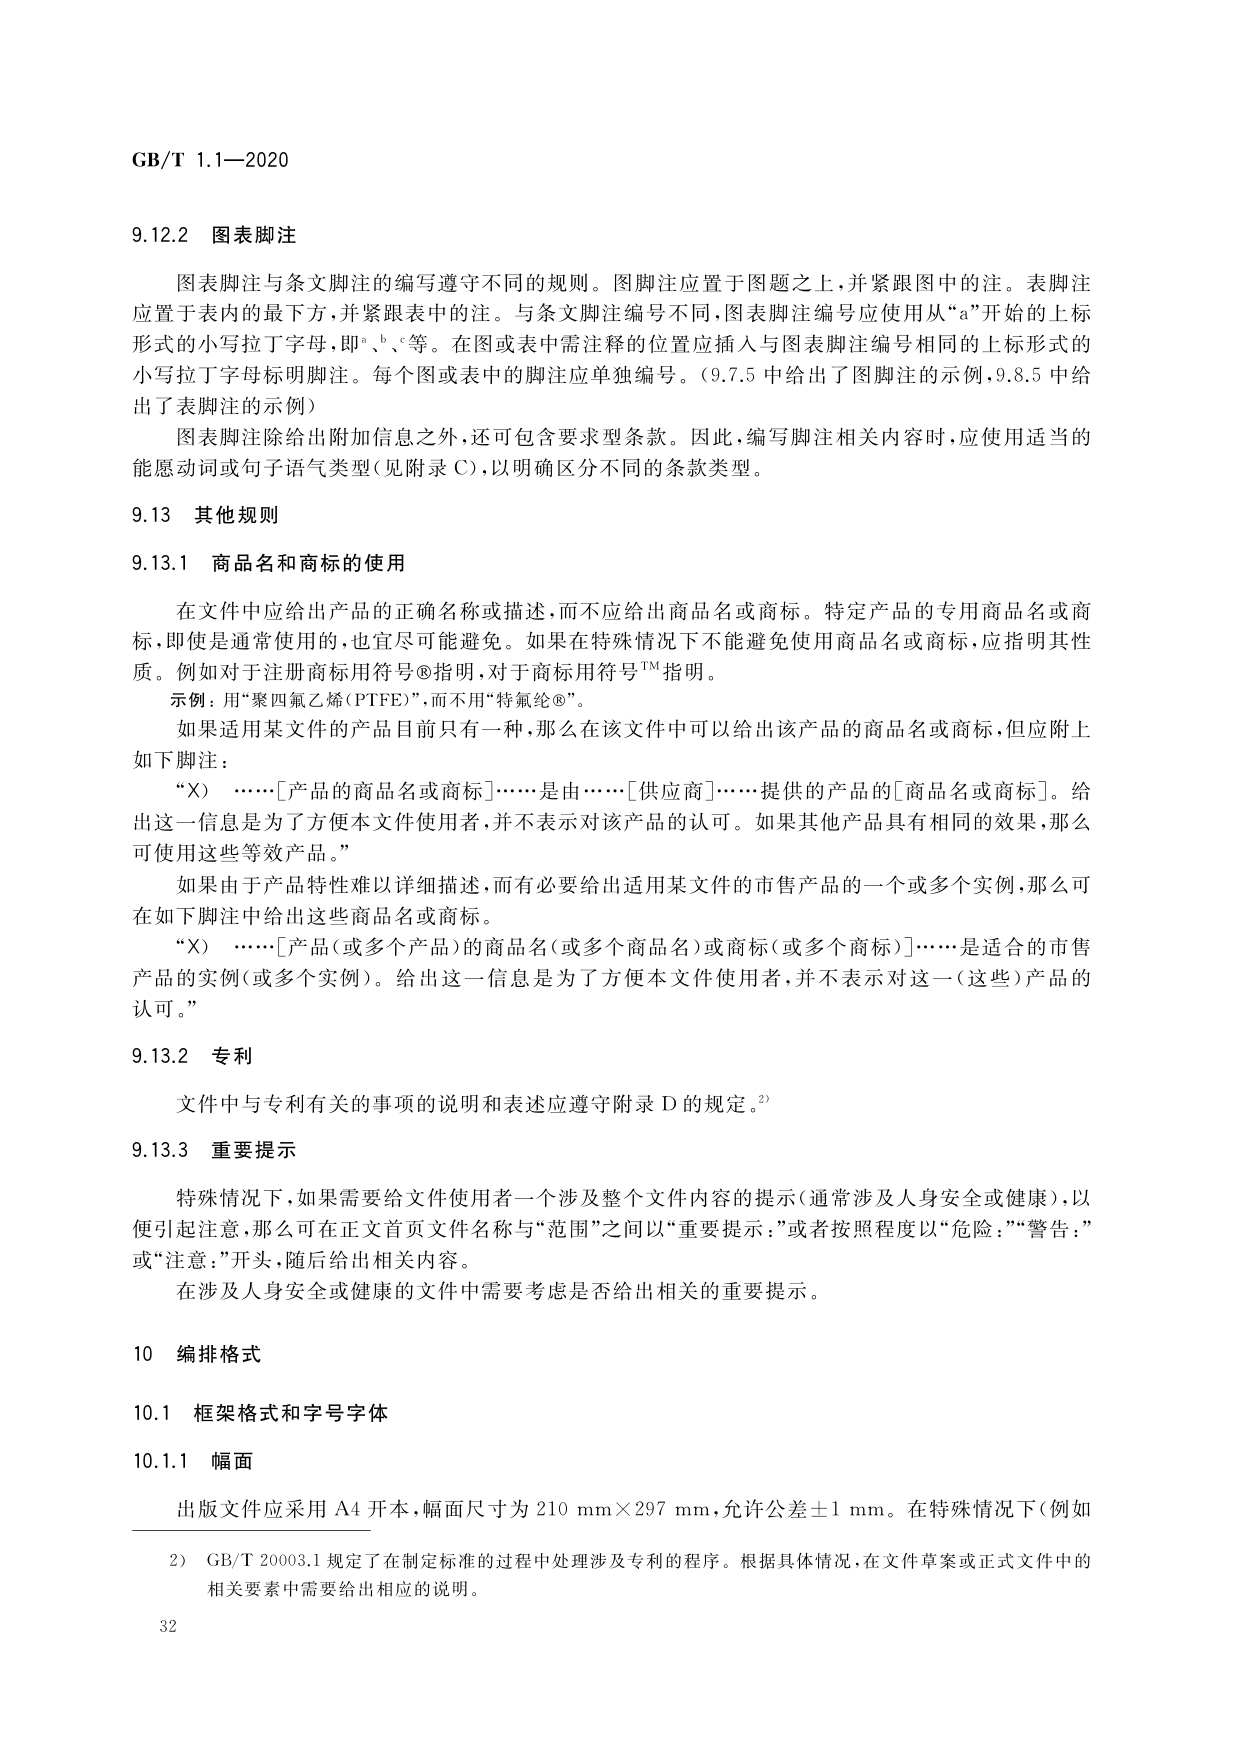 GB/T 1.1—2020
9.12.2 图表脚注
图表脚注与条文脚注的编写遵守不同的规则。图脚注应置于图题之上,并紧跟图中的注。表脚注
应置于表内的最下方,并紧跟表中的注。与条文脚注编号不同,图表脚注编号应使用从“a”开始的上标
形式的小写拉丁字母,即ᵃ、ᵇ、ᶜ等。在图或表中需注释的位置应插入与图表脚注编号相同的上标形式的
小写拉丁字母标明脚注。每个图或表中的脚注应单独编号。(9.7.5 中给出了图脚注的示例,9.8.5 中给
出了表脚注的示例)
图表脚注除给出附加信息之外,还可包含要求型条款。因此,编写脚注相关内容时,应使用适当的
能愿动词或句子语气类型(见附录 C),以明确区分不同的条款类型。
9.13 其他规则
9.13.1 商品名和商标的使用
在文件中应给出产品的正确名称或描述,而不应给出商品名或商标。特定产品的专用商品名或商
标,即使是通常使用的,也宜尽可能避免。如果在特殊情况下不能避免使用商品名或商标,应指明其性
质。例如对于注册商标用符号®指明,对于商标用符号™指明。
示例:用“聚四氟乙烯(PTFE)”,而不用“特氟纶®”。
如果适用某文件的产品目前只有一种,那么在该文件中可以给出该产品的商品名或商标,但应附上
如下脚注:
“X) ……[产品的商品名或商标]……是由……[供应商]……提供的产品的[商品名或商标]。给
出这一信息是为了方便本文件使用者,并不表示对该产品的认可。如果其他产品具有相同的效果,那么
可使用这些等效产品。”
如果由于产品特性难以详细描述,而有必要给出适用某文件的市售产品的一个或多个实例,那么可
在如下脚注中给出这些商品名或商标。
“X) ……[产品(或多个产品)的商品名(或多个商品名)或商标(或多个商标)]……是适合的市售
产品的实例(或多个实例)。给出这一信息是为了方便本文件使用者,并不表示对这一(这些)产品的
认可。”
9.13.2 专利
文件中与专利有关的事项的说明和表述应遵守附录 D 的规定。²⁾
9.13.3 重要提示
特殊情况下,如果需要给文件使用者一个涉及整个文件内容的提示(通常涉及人身安全或健康),以
便引起注意,那么可在正文首页文件名称与“范围”之间以“重要提示:”或者按照程度以“危险:”“警告:”
或“注意:”开头,随后给出相关内容。
在涉及人身安全或健康的文件中需要考虑是否给出相关的重要提示。
10 编排格式
10.1 框架格式和字号字体
10.1.1 幅面
出版文件应采用 A4 开本,幅面尺寸为 210 mm×297 mm,允许公差±1 mm。在特殊情况下(例如
2) GB/T 20003.1 规定了在制定标准的过程中处理涉及专利的程序。根据具体情况,在文件草案或正式文件中的
相关要素中需要给出相应的说明。
32